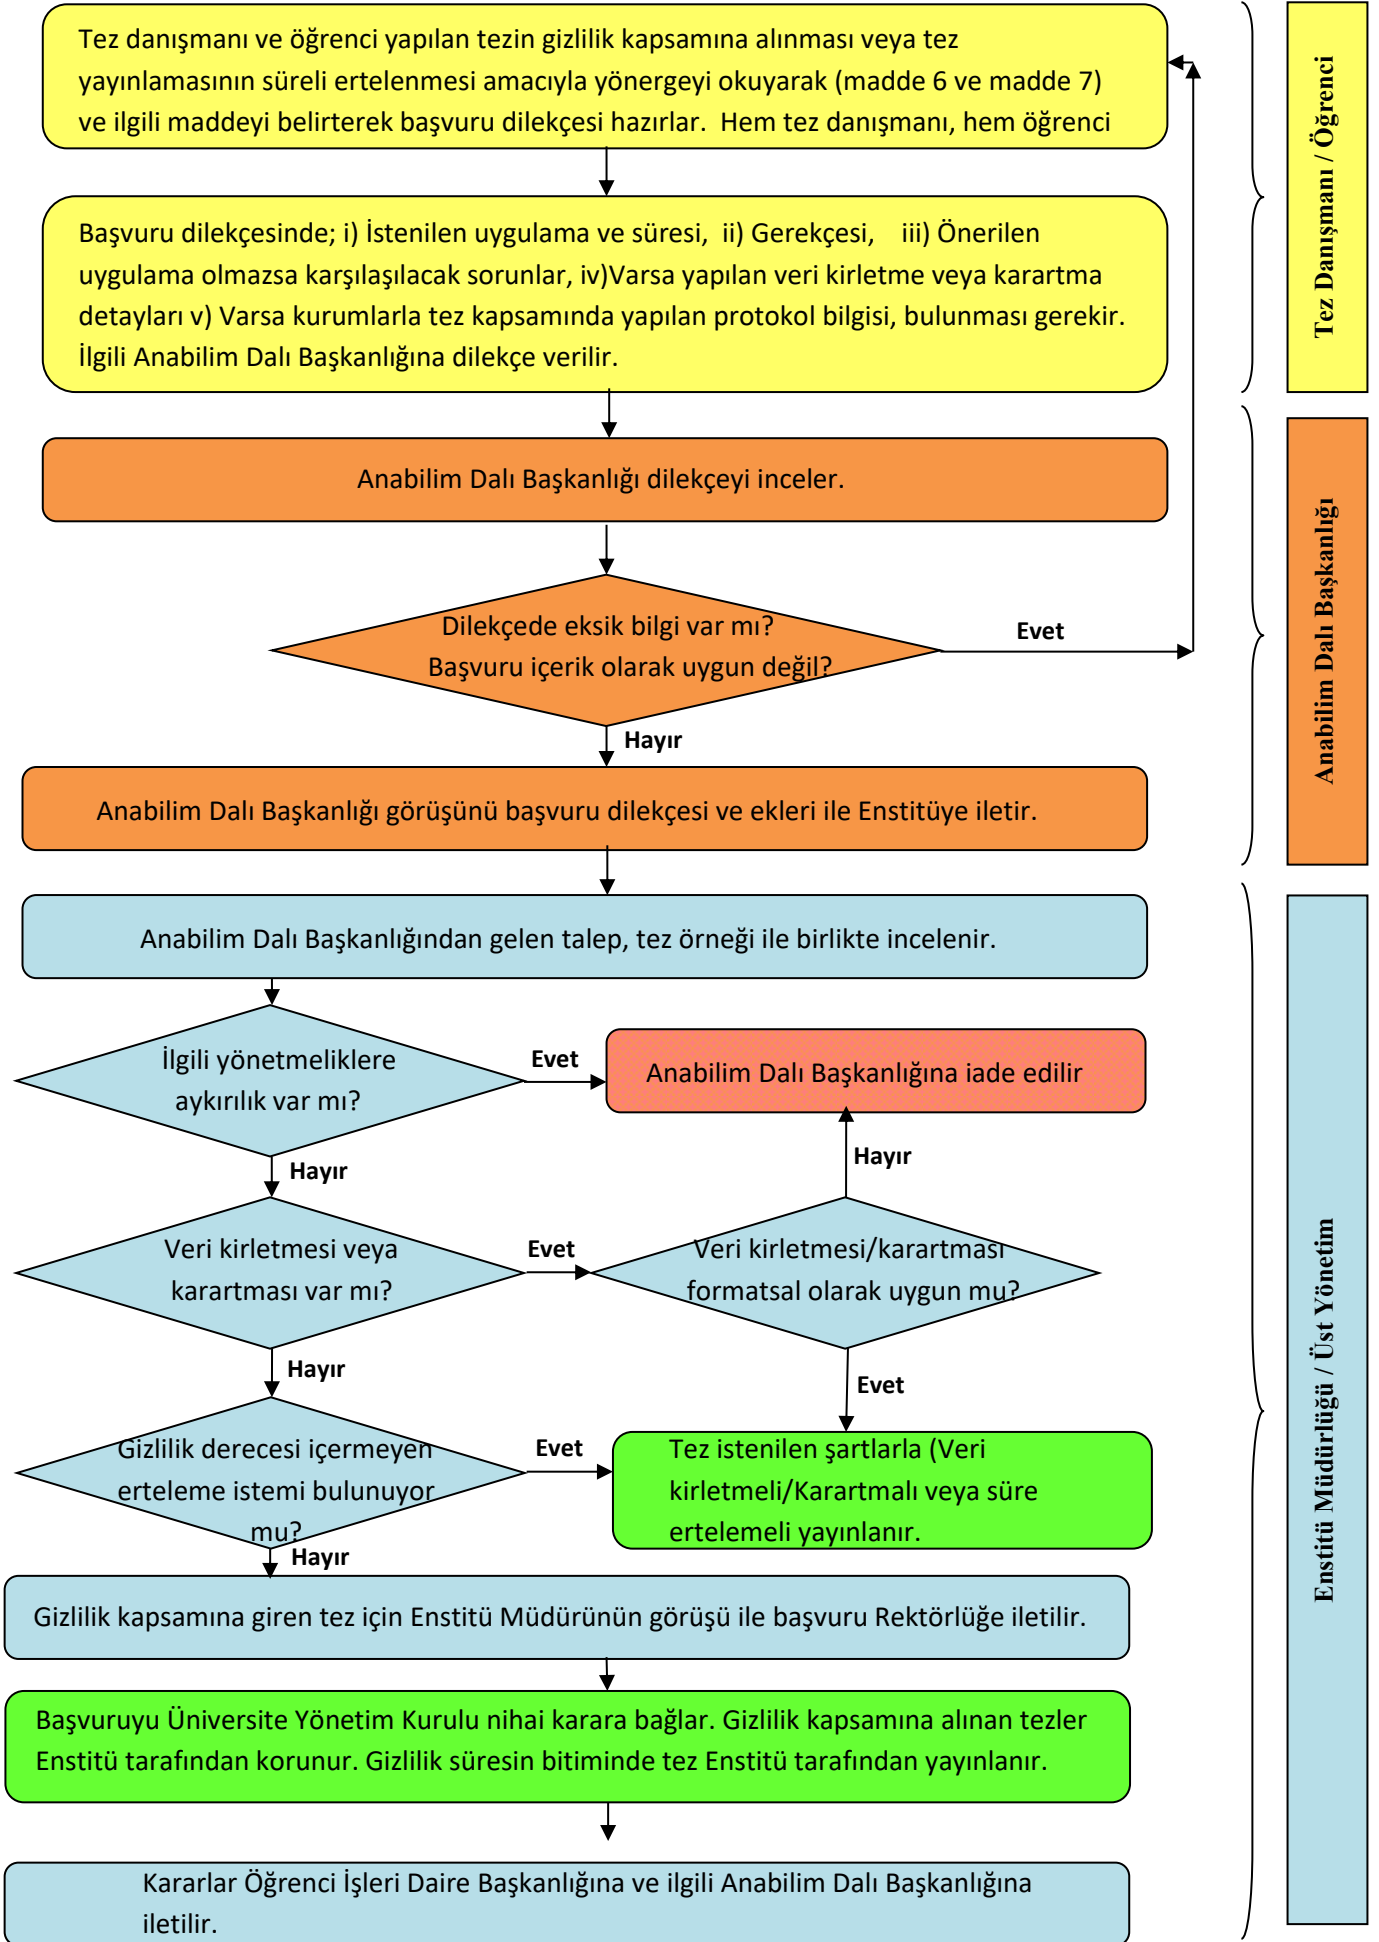 Tez danışmanı ve öğrenci yapılan tezin gizlilik kapsamına alınması veya tez
yayınlamasının süreli ertelenmesi amacıyla yönergeyi okuyarak (madde 6 ve madde 7)
ve ilgili maddeyi belirterek başvuru dilekçesi hazırlar.  Hem tez danışmanı, hem öğrenci
Tez Danışmanı / Öğrenci
Başvuru dilekçesinde; i) İstenilen uygulama ve süresi,  ii) Gerekçesi,    iii) Önerilen
uygulama olmazsa karşılaşılacak sorunlar, iv)Varsa yapılan veri kirletme veya karartma
detayları v) Varsa kurumlarla tez kapsamında yapılan protokol bilgisi, bulunması gerekir.
İlgili Anabilim Dalı Başkanlığına dilekçe verilir.
Anabilim Dalı Başkanlığı dilekçeyi inceler.
Anabilim Dalı Başkanlığı
Dilekçede eksik bilgi var mı?
Başvuru içerik olarak uygun değil?
Evet
Hayır
Anabilim Dalı Başkanlığı görüşünü başvuru dilekçesi ve ekleri ile Enstitüye iletir.
Anabilim Dalı Başkanlığından gelen talep, tez örneği ile birlikte incelenir.
Enstitü Müdürlüğü / Üst Yönetim
İlgili yönetmeliklere
aykırılık var mı?
Evet
Anabilim Dalı Başkanlığına iade edilir
Hayır
Hayır
Veri kirletmesi veya
karartması var mı?
Evet
Veri kirletmesi/karartması
formatsal olarak uygun mu?
Hayır
Evet
Gizlilik derecesi içermeyen
erteleme istemi bulunuyor
mu?
Evet
Tez istenilen şartlarla (Veri
kirletmeli/Karartmalı veya süre
ertelemeli yayınlanır.
Hayır
Gizlilik kapsamına giren tez için Enstitü Müdürünün görüşü ile başvuru Rektörlüğe iletilir.
Başvuruyu Üniversite Yönetim Kurulu nihai karara bağlar. Gizlilik kapsamına alınan tezler
Enstitü tarafından korunur. Gizlilik süresin bitiminde tez Enstitü tarafından yayınlanır.
Kararlar Öğrenci İşleri Daire Başkanlığına ve ilgili Anabilim Dalı Başkanlığına
iletilir.